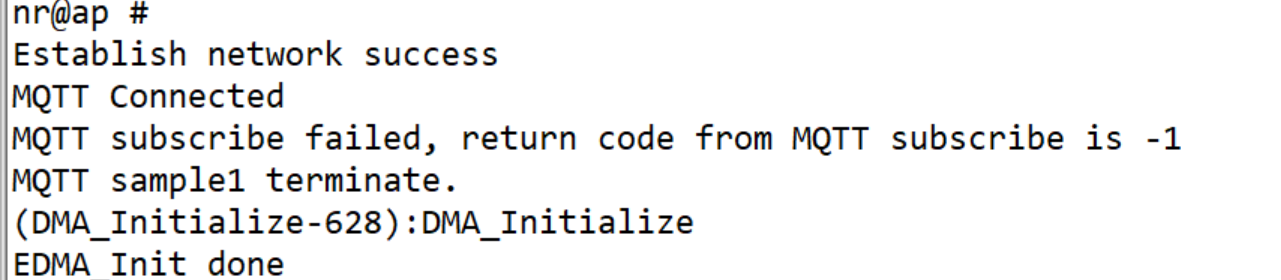 nr@ap #
Establish network success
MQTT Connected
MQTT subscribe failed, return code from MQTT subscribe is -1
MQTT sample1 terminate.
(DMA_Initialize-628):DMA_Initialize
EDMA_Init done